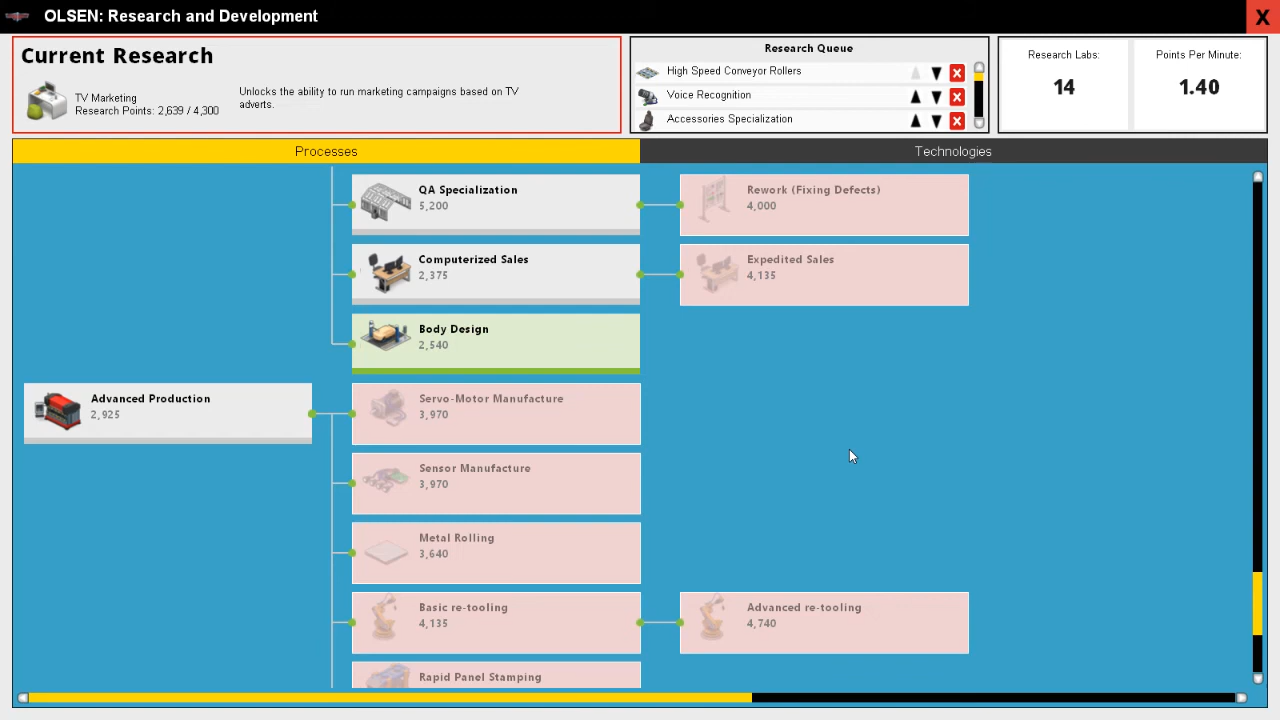 OLSEN: Research and Development
X
Current Research
TV Marketing
Research Points: 2,639 / 4,300
Unlocks the ability to run marketing campaigns based on TV
adverts.
Research Queue
High Speed Conveyor Rollers
Voice Recognition
Accessories Specialization
Research Labs:
14
Points Per Minute:
1.40
Processes
Technologies
QA Specialization
5,200
Rework (Fixing Defects)
4,000
Computerized Sales
2,375
Expedited Sales
4,135
Body Design
2,540
Advanced Production
2,925
Servo-Motor Manufacture
3,970
Sensor Manufacture
3,970
Metal Rolling
3,640
Basic re-tooling
4,135
Advanced re-tooling
4,740
Rapid Panel Stamping